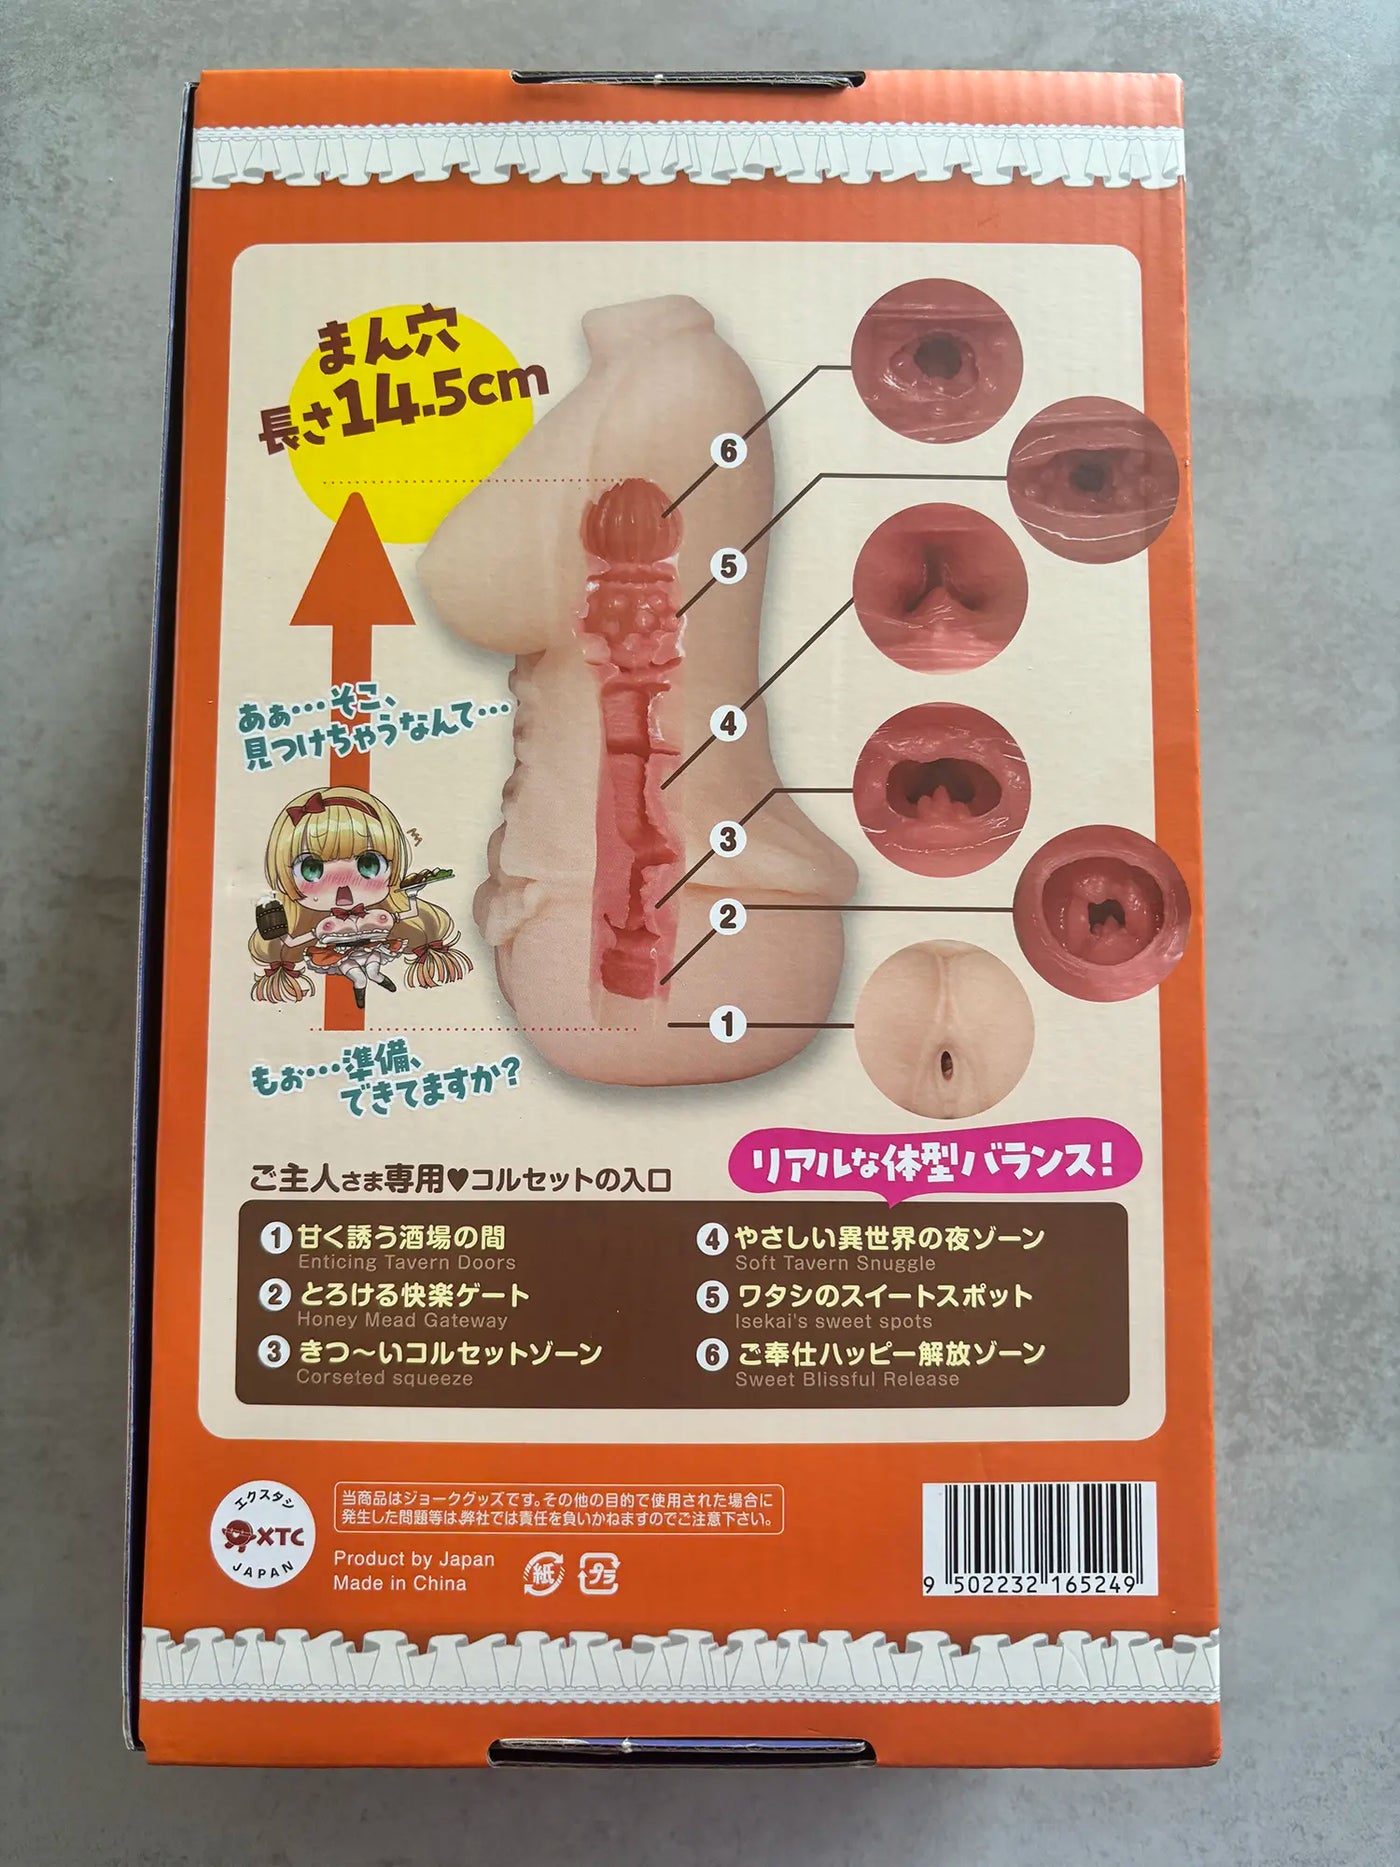 まん穴
長さ14.5cm
6
5
あぁ…そこ、
見つけちゃうなんて…
4
3
2
1
もぉ…準備、
できてますか？
リアルな体型バランス！
ご主人さま専用♥コルセットの入口
1 甘く誘う酒場の間
Enticing Tavern Doors
2 とろける快楽ゲート
Honey Mead Gateway
3 きつ～いコルセットゾーン
Corseted squeeze
4 やさしい異世界の夜ゾーン
Soft Tavern Snuggle
5 ワタシのスイートスポット
Isekai's sweet spots
6 ご奉仕ハッピー解放ゾーン
Sweet Blissful Release
エクスタシ
XTC
JAPAN
当商品はジョークグッズです。その他の目的で使用された場合に
発生した問題等は弊社では責任を負いかねますのでご注意下さい。
Product by Japan
Made in China
紙
プラ
9 502232 165249